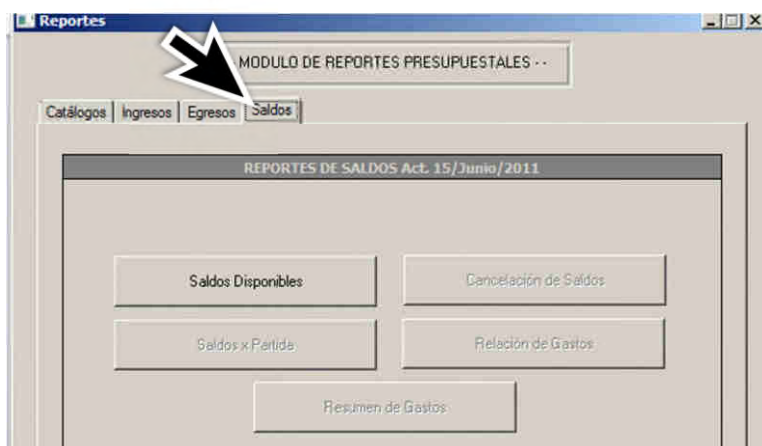 Reportes
MODULO DE REPORTES PRESUPUESTALES - -
Catálogos Ingresos Egresos Saldos
REPORTES DE SALDOS Act. 15/Junio/2011
Saldos Disponibles Cancelación de Saldos
Saldos x Partida Relación de Gastos
Resumen de Gastos